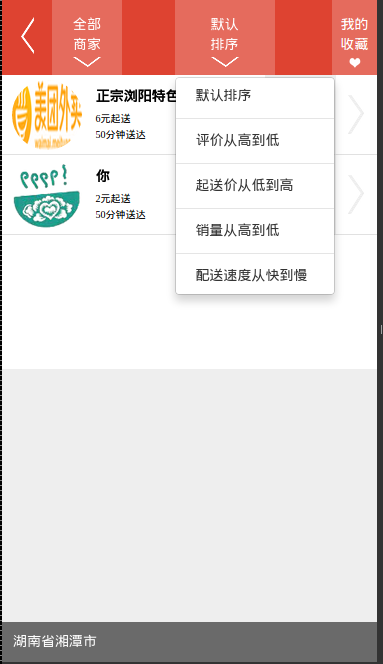 全部
商家
默认
排序
我的
收藏
美团外卖
正宗浏阳特色
6元起送
50分钟送达
你
2元起送
50分钟送达
默认排序
评价从高到低
起送价从低到高
销量从高到低
配送速度从快到慢
湖南省湘潭市